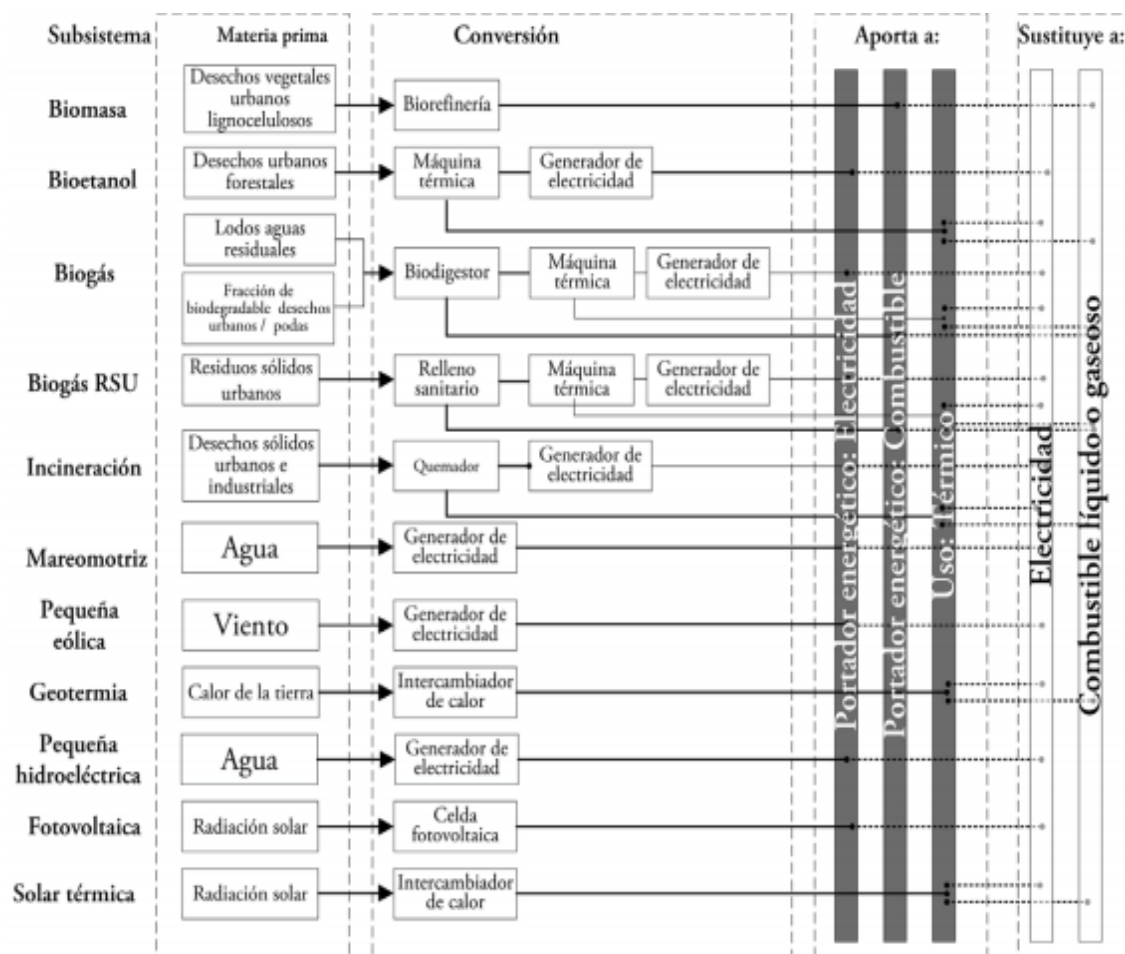 Subsistema
Materia prima
Conversión
Aporta a:
Sustituye a:
Biomasa
Desechos vegetales
urbanos
lignocelulosos
Biorefinería
Bioetanol
Desechos urbanos
forestales
Máquina
térmica
Generador de
electricidad
Biogás
Lodos aguas
residuales
Fracción de
biodegradable desechos
urbanos / podas
Biodigestor
Máquina
térmica
Generador de
electricidad
Biogás RSU
Residuos sólidos
urbanos
Relleno
sanitario
Máquina
térmica
Generador de
electricidad
Incineración
Desechos sólidos
urbanos e
industriales
Quemador
Generador de
electricidad
Mareomotriz
Agua
Generador de
electricidad
Pequeña
eólica
Viento
Generador de
electricidad
Geotermia
Calor de la tierra
Intercambiador
de calor
Pequeña
hidroeléctrica
Agua
Generador de
electricidad
Fotovoltaica
Radiación solar
Celda
fotovoltaica
Solar térmica
Radiación solar
Intercambiador
de calor
Portador energético: Electricidad
Portador energético: Combustible
Uso: Térmico
Electricidad
Combustible líquido o gaseoso